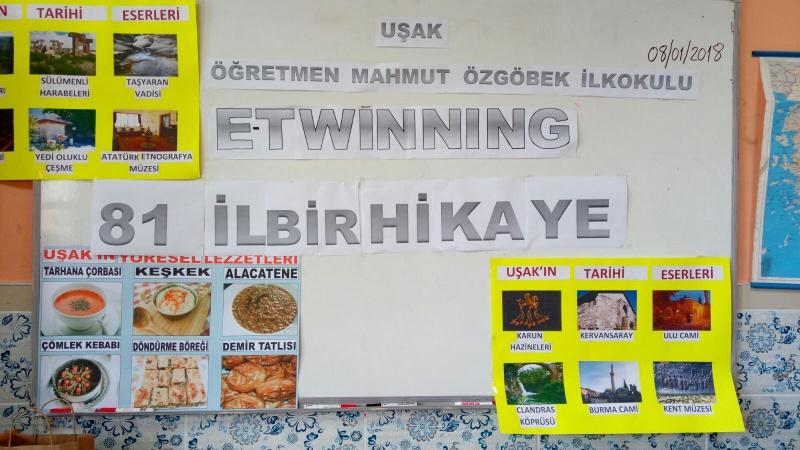 UŞAK
08/01/2018
ÖĞRETMEN MAHMUT ÖZGÖBEK İLKOKULU
E-TWİNNİNG
81 İLBİRHİKAYE
TARİHİ ESERLERİ
SÜLÜMENLİ HARABELERİ
TAŞYARAN VADİSİ
YEDİ OLUKLU ÇEŞME
ATATÜRK ETNOGRAFYA MÜZESİ
UŞAK'IN YÖRESEL LEZZETLERİ
TARHANA ÇORBASI KEŞKEK ALACATENE
ÇÖMLEK KEBABI DÖNDÜRME BÖREĞİ DEMİR TATLISI
UŞAK'IN TARİHİ ESERLERİ
KARUN HAZİNELERİ
KERVANSARAY
ULU CAMİ
CLANDRAS KÖPRÜSÜ
BURMA CAMİ
KENT MÜZESİ